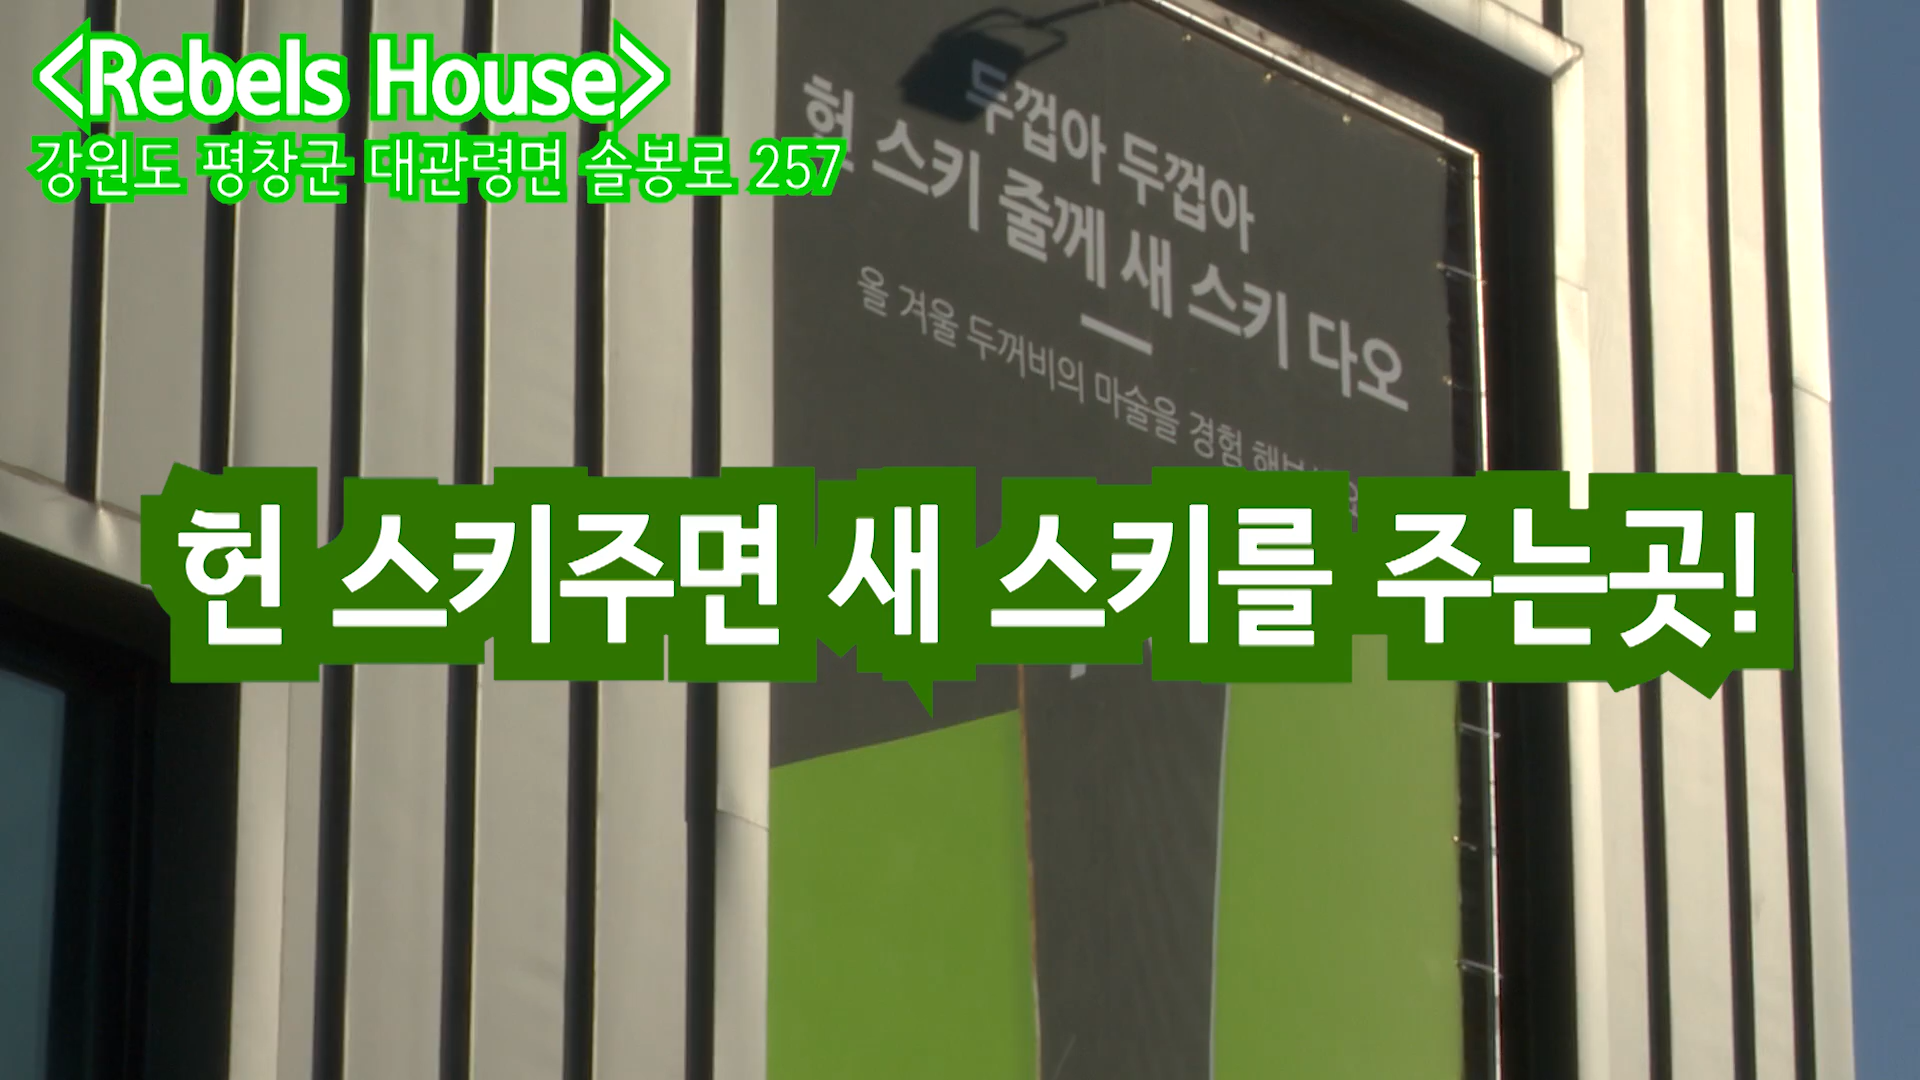 <Rebels House>
강원도 평창군 대관령면 솔봉로 257
두껍아 두껍아
헌 스키 줄께 새 스키 다오
올 겨울 두꺼비의 마술을 경험
헌 스키주면 새 스키를 주는곳!